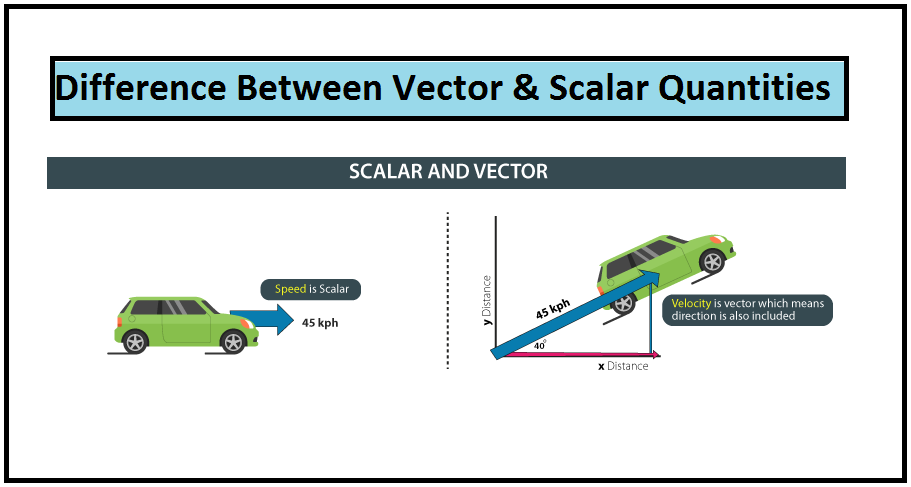 Difference Between Vector & Scalar Quantities
SCALAR AND VECTOR
Speed is Scalar
45 kph
y Distance
45 kph
40°
x Distance
Velocity is vector which means
direction is also included